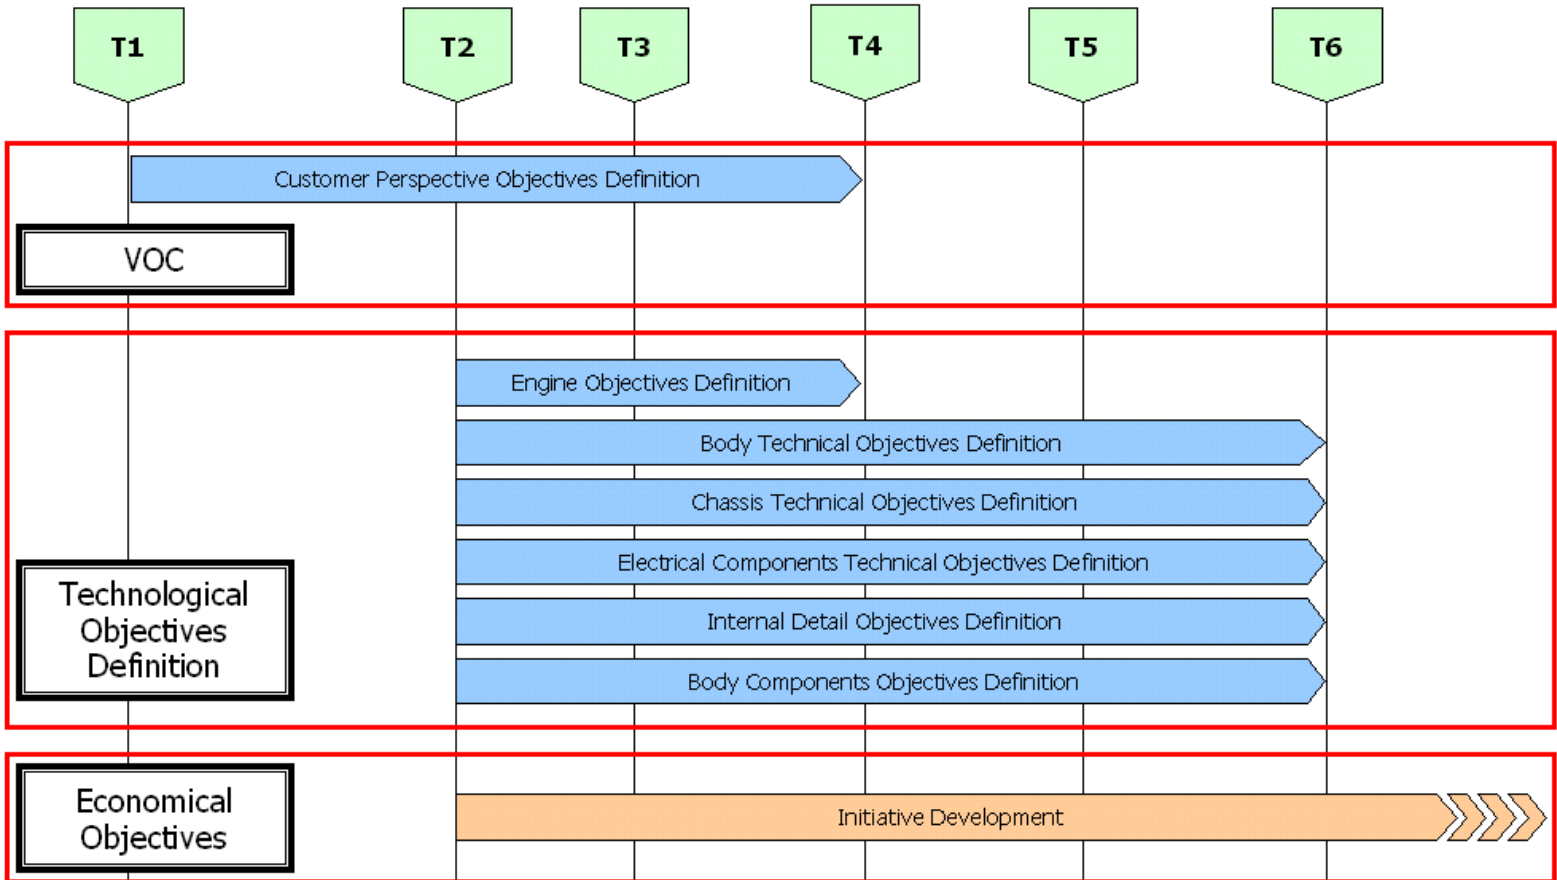 T1
T2
T3
T4
T5
T6
Customer Perspective Objectives Definition
VOC
Engine Objectives Definition
Body Technical Objectives Definition
Chassis Technical Objectives Definition
Electrical Components Technical Objectives Definition
Internal Detail Objectives Definition
Body Components Objectives Definition
Technological
Objectives
Definition
Economical
Objectives
Initiative Development